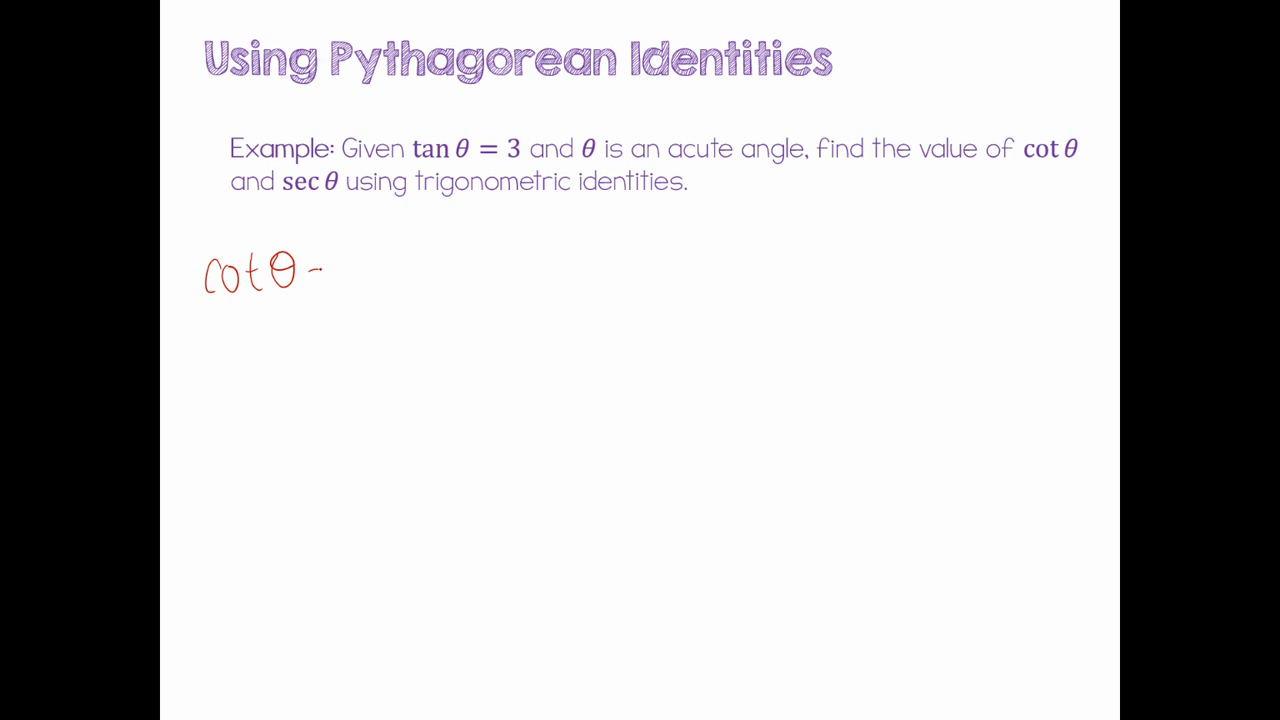 Using Pythagorean Identities
Example: Given tan θ = 3 and θ is an acute angle, find the value of cot θ
and sec θ using trigonometric identities.
cot θ -